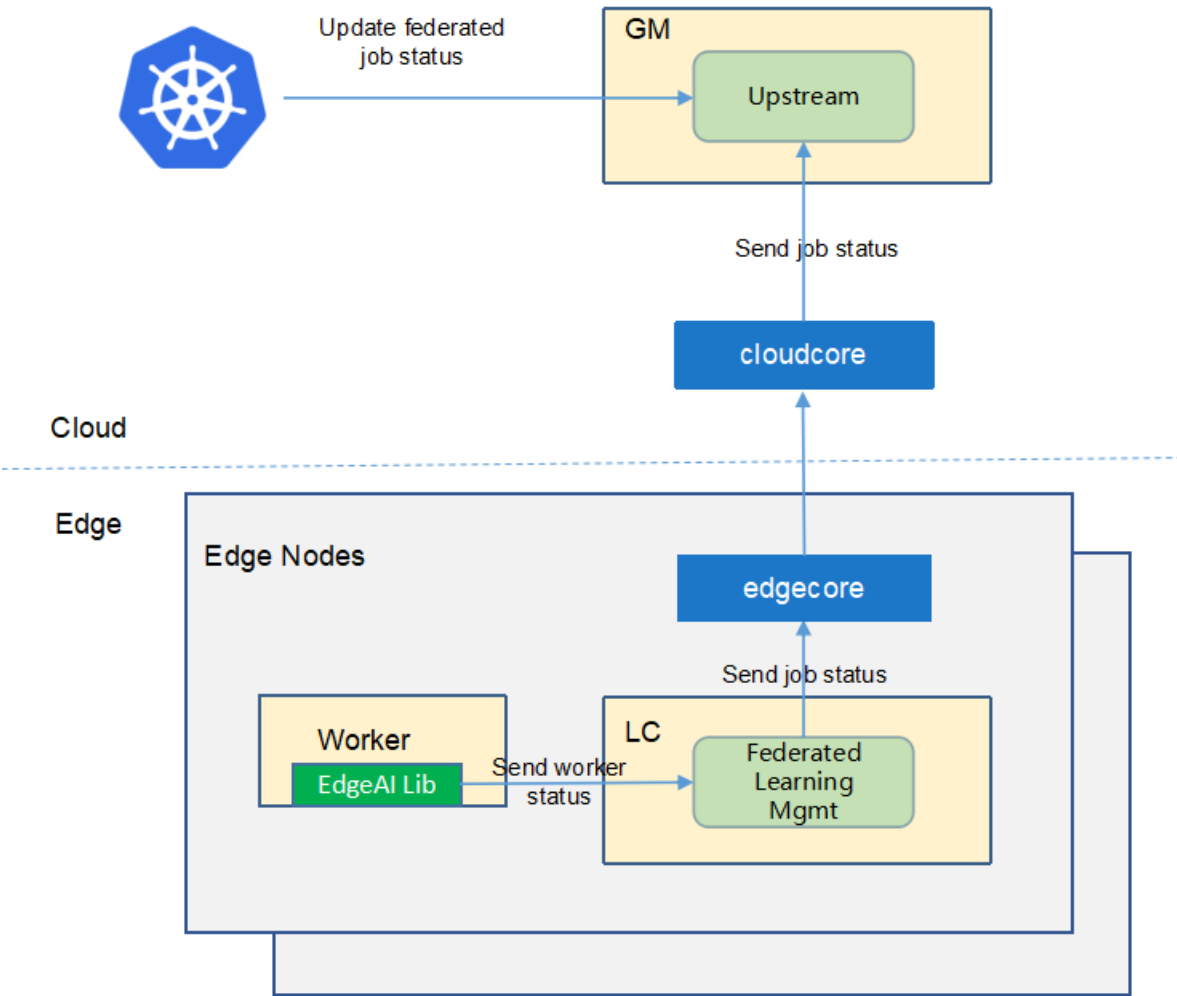 Update federated
job status
GM
Upstream
Send job status
cloudcore
Cloud
Edge
Edge Nodes
edgecore
Send job status
Worker
EdgeAI Lib
Send worker
status
LC
Federated
Learning
Mgmt